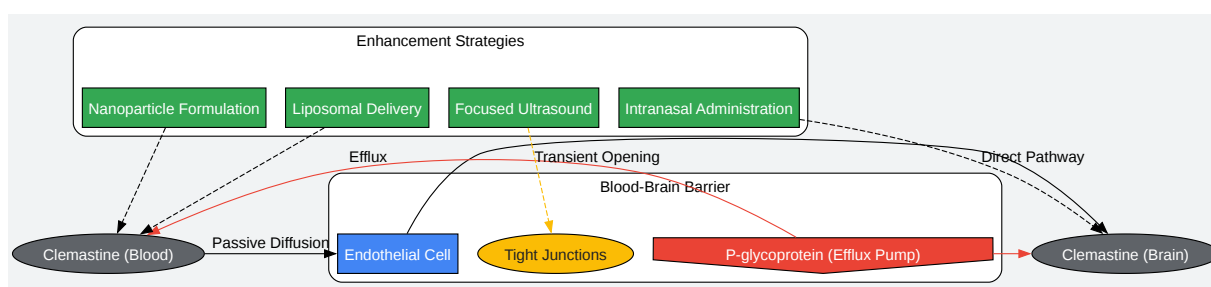 Enhancement Strategies
Nanoparticle Formulation
Liposomal Delivery
Focused Ultrasound
Intranasal Administration
Efflux
Transient Opening
Direct Pathway
Blood-Brain Barrier
Clemastine (Blood)
Passive Diffusion
Endothelial Cell
Tight Junctions
P-glycoprotein (Efflux Pump)
Clemastine (Brain)